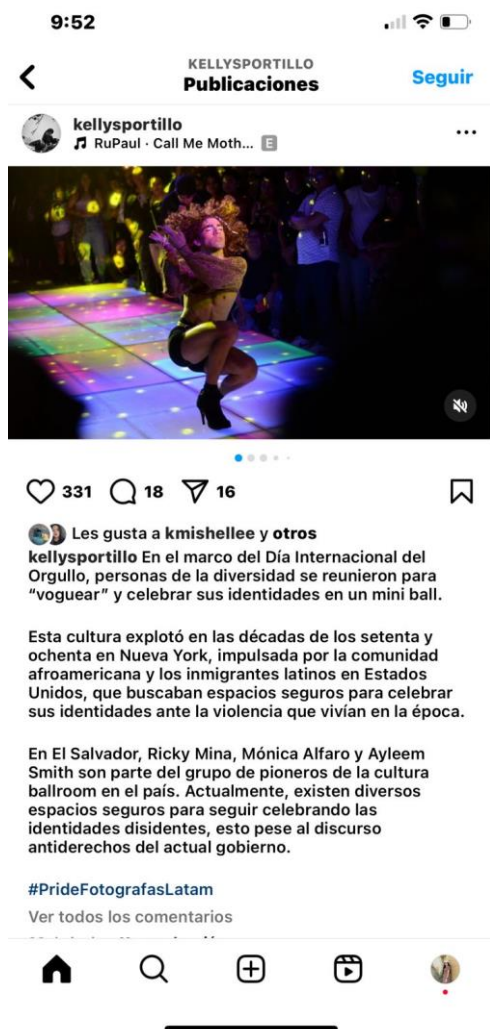 9:52
KELLYSPORTILLO
Publicaciones
Seguir
kellysportillo
RuPaul · Call Me Moth... E
331 18 16
Les gusta a kmishellee y otros
kellysportillo En el marco del Día Internacional del
Orgullo, personas de la diversidad se reunieron para
“voguear” y celebrar sus identidades en un mini ball.
Esta cultura explotó en las décadas de los setenta y
ochenta en Nueva York, impulsada por la comunidad
afroamericana y los inmigrantes latinos en Estados
Unidos, que buscaban espacios seguros para celebrar
sus identidades ante la violencia que vivían en la época.
En El Salvador, Ricky Mina, Mónica Alfaro y Ayleem
Smith son parte del grupo de pioneros de la cultura
ballroom en el país. Actualmente, existen diversos
espacios seguros para seguir celebrando las
identidades disidentes, esto pese al discurso
antiderechos del actual gobierno.
#PrideFotografasLatam
Ver todos los comentarios